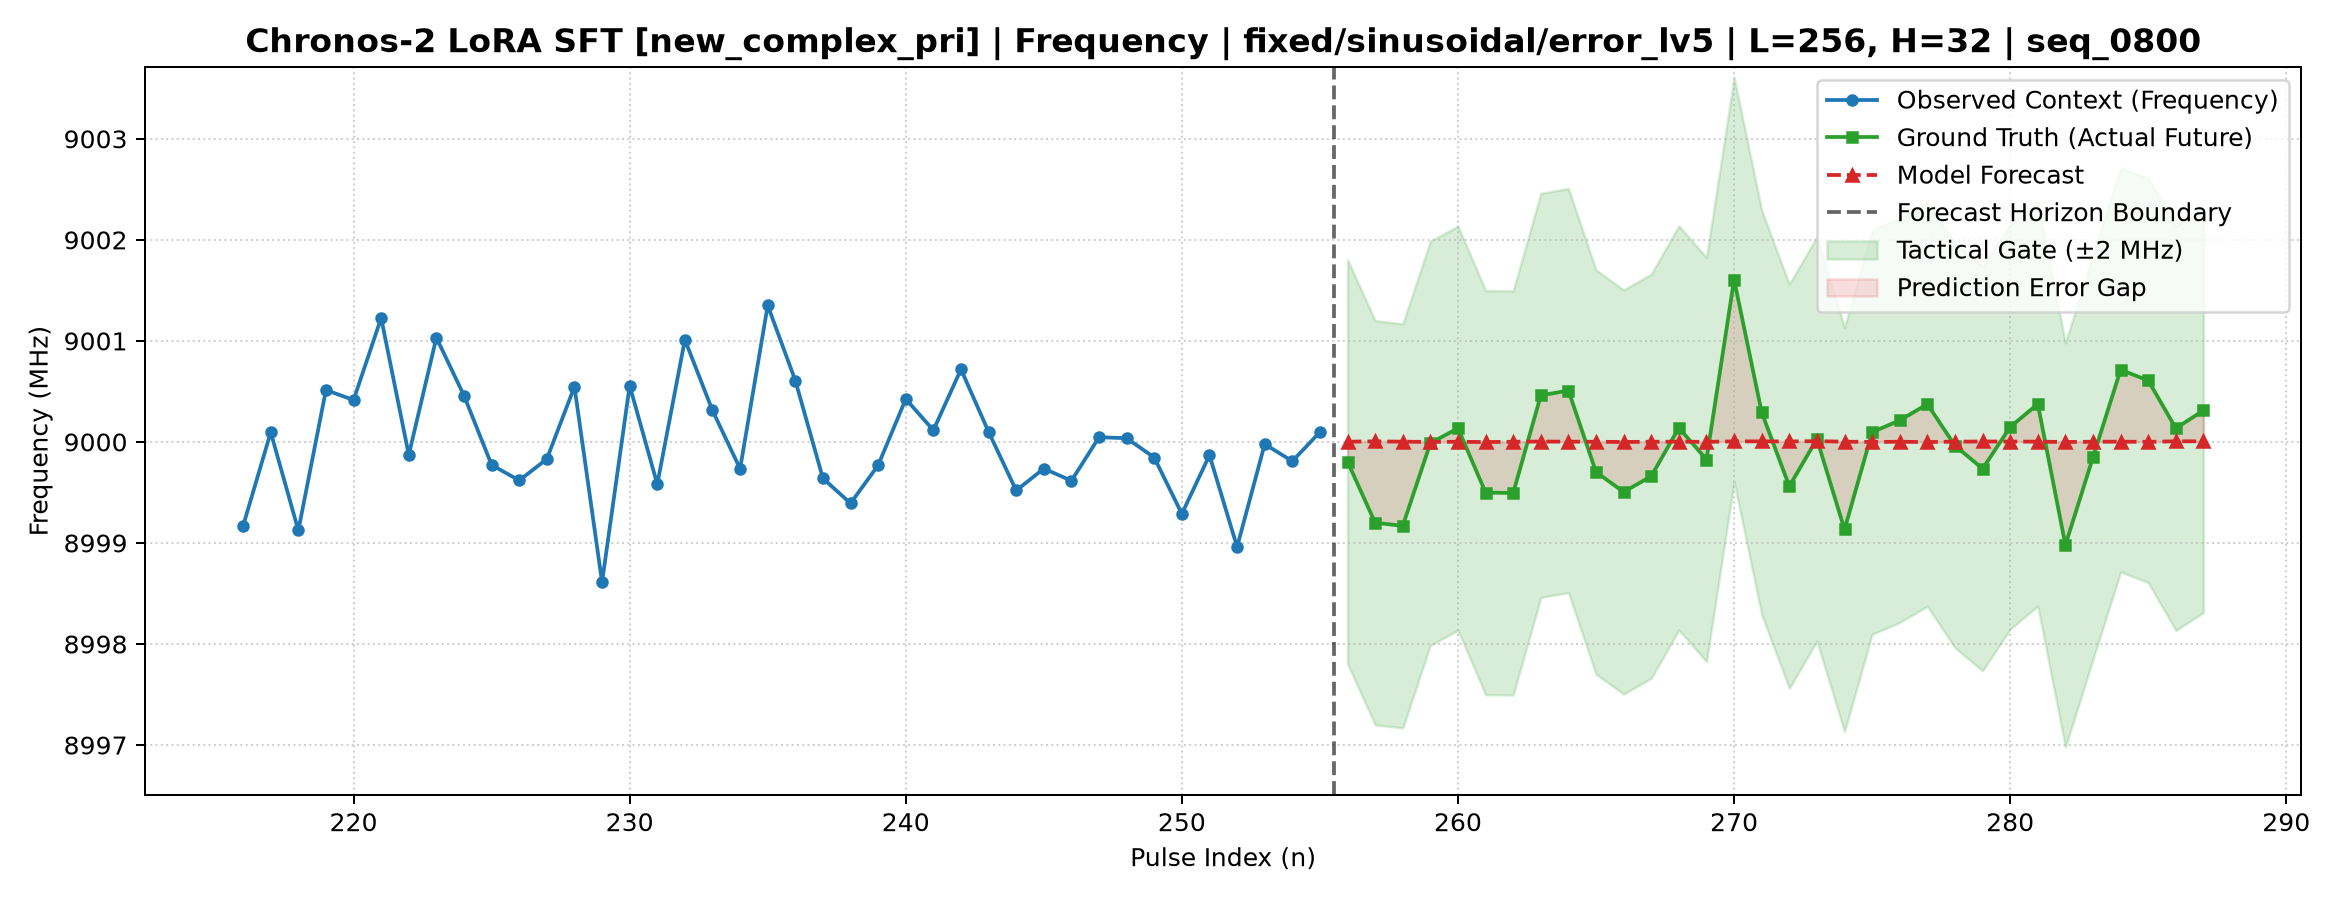 Chronos-2 LoRA SFT [new_complex_pri] | Frequency | fixed/sinusoidal/error_lv5 | L=256, H=32 | seq_0800
Observed Context (Frequency)
Ground Truth (Actual Future)
Model Forecast
Forecast Horizon Boundary
Tactical Gate (±2 MHz)
Prediction Error Gap
Frequency (MHz)
9003
9002
9001
9000
8999
8998
8997
220 230 240 250 260 270 280 290
Pulse Index (n)